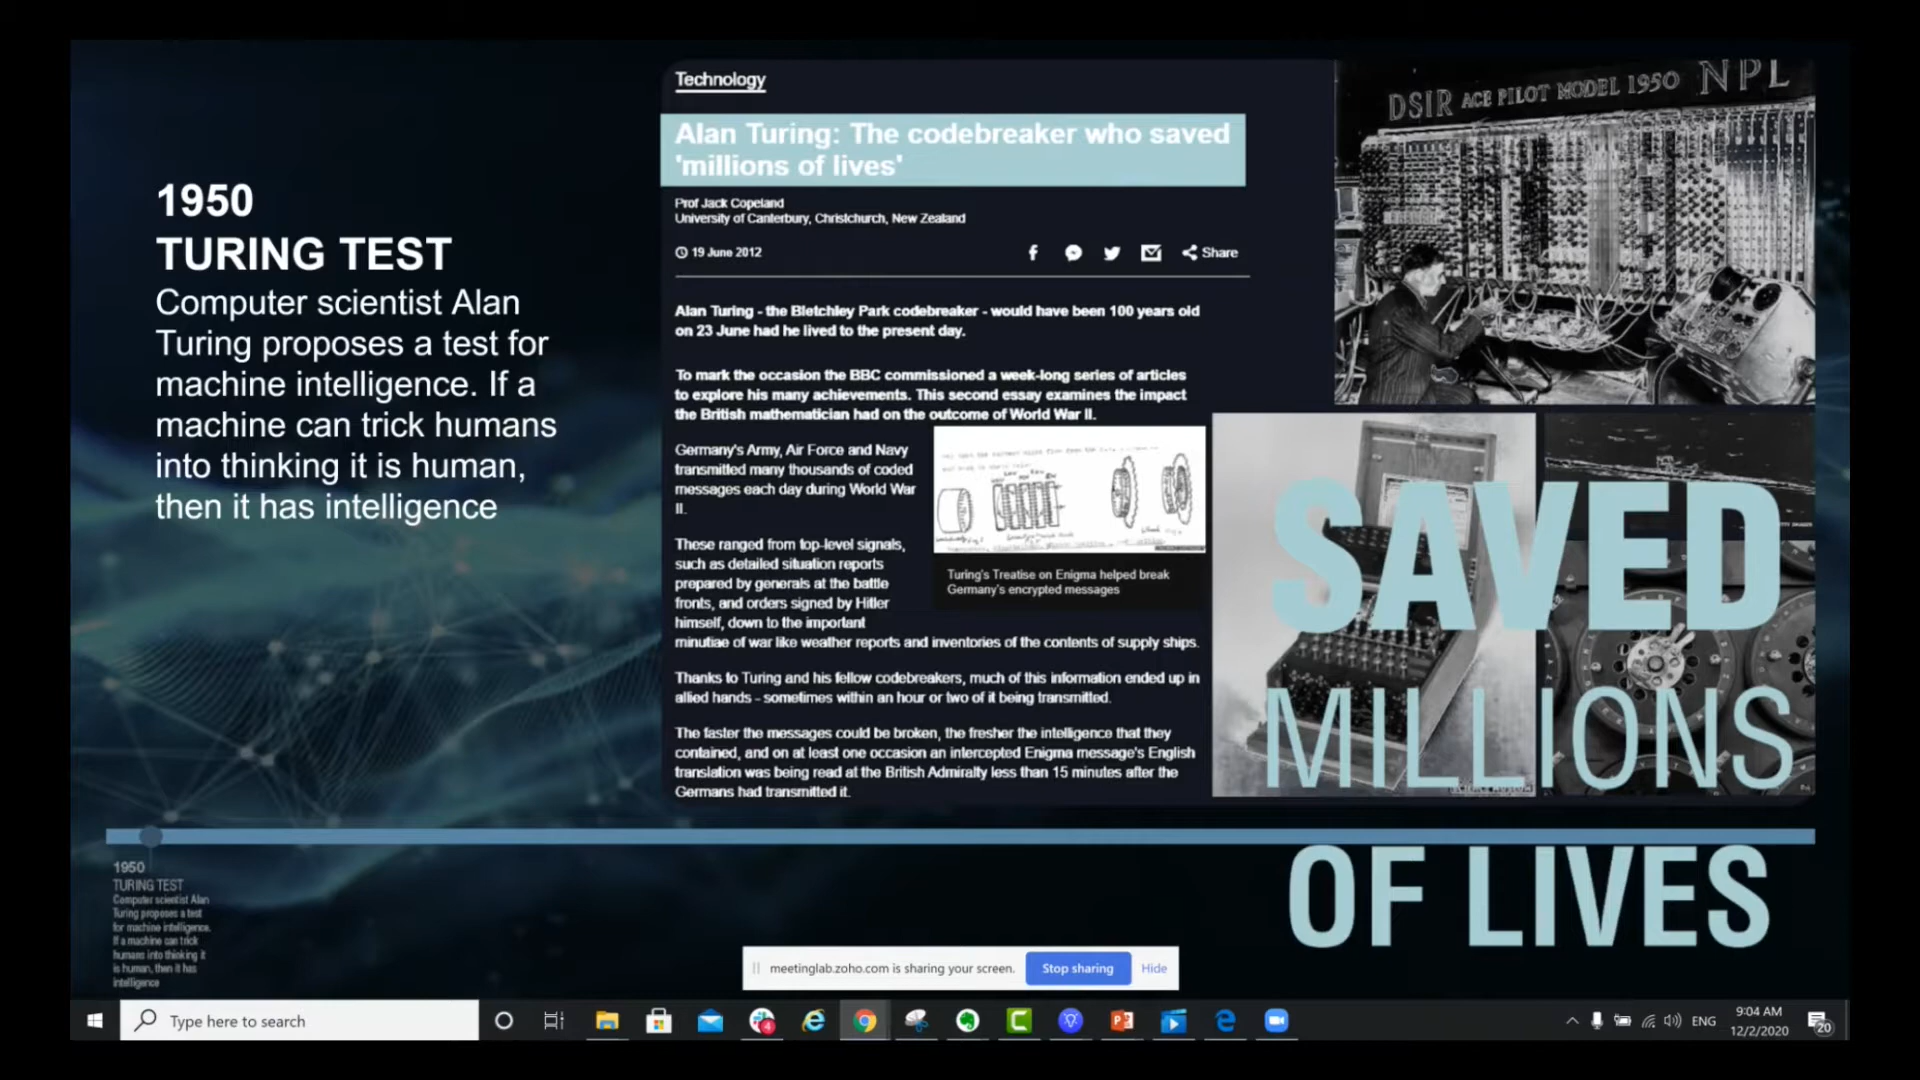 1950
TURING TEST
Computer scientist Alan
Turing proposes a test for
machine intelligence. If a
machine can trick humans
into thinking it is human,
then it has intelligence
Technology
Alan Turing: The codebreaker who saved
'millions of lives'
Prof Jack Copeland
University of Canterbury, Christchurch, New Zealand
19 June 2012
Share
Alan Turing - the Bletchley Park codebreaker - would have been 100 years old
on 23 June had he lived to the present day.
To mark the occasion the BBC commissioned a week-long series of articles
to explore his many achievements. This second essay examines the impact
the British mathematician had on the outcome of World War II.
Germany's Army, Air Force and Navy
transmitted many thousands of coded
messages each day during World War
II.
These ranged from top-level signals,
such as detailed situation reports
prepared by generals at the battle
fronts, and orders signed by Hitler
himself, down to the important
minutiae of war like weather reports and inventories of the contents of supply ships.
Turing's Treatise on Enigma helped break
Germany's encrypted messages
Thanks to Turing and his fellow codebreakers, much of this information ended up in
allied hands - sometimes within an hour or two of it being transmitted.
The faster the messages could be broken, the fresher the intelligence that they
contained, and on at least one occasion an intercepted Enigma message's English
translation was being read at the British Admiralty less than 15 minutes after the
Germans had transmitted it.
DSIR ACE PILOT MODEL 1950 NPL
SAVED
MILLIONS
OF LIVES
1950
TURING TEST
Computer scientist Alan
Turing proposes a test
for machine intelligence.
If a machine can trick
humans into thinking it
is human, then it has
intelligence
meetinglab.zoho.com is sharing your screen.
Stop sharing
Hide
Type here to search
4
ENG
9:04 AM
12/2/2020
20